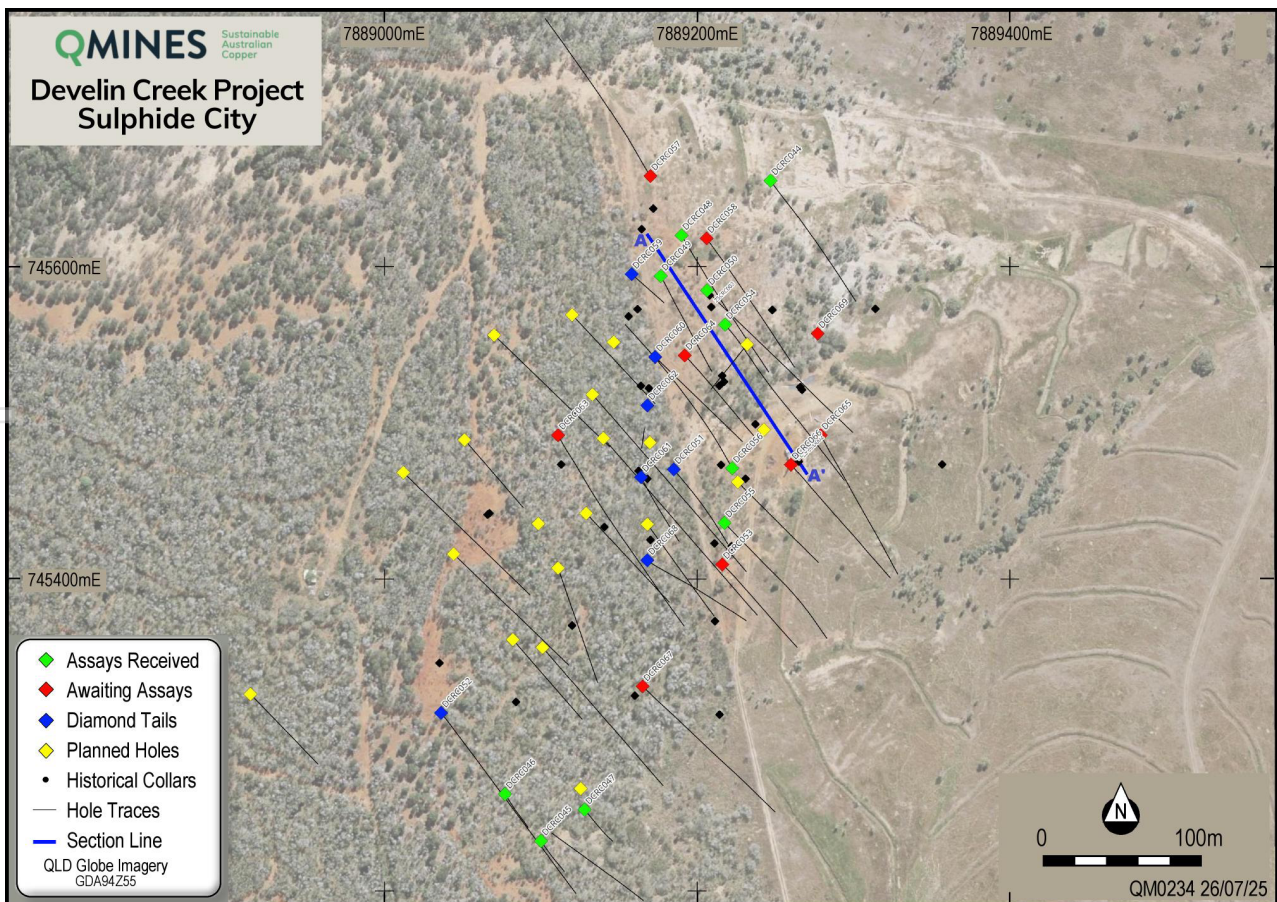 QMINES
Sustainable
Australian
Copper
Develin Creek Project
Sulphide City
7889000mE
7889200mE
7889400mE
745600mE
745400mE
DCRC057
DCRC044
DCRC048
DCRC058
A
DCRC059
DCRC049
DCRC050
DCRC054
DCRC069
DCRC060
DCRC064
DCRC062
DCRC063
DCRC065
DCRC066
DCRC056
DCRC051
DCRC061
A'
DCRC055
DCRC068
DCRC053
DCRC067
DCRC052
DCRC046
DCRC047
DCRC045
Assays Received
Awaiting Assays
Diamond Tails
Planned Holes
Historical Collars
Hole Traces
Section Line
QLD Globe Imagery
GDA94Z55
N
0 100m
QM0234 26/07/25